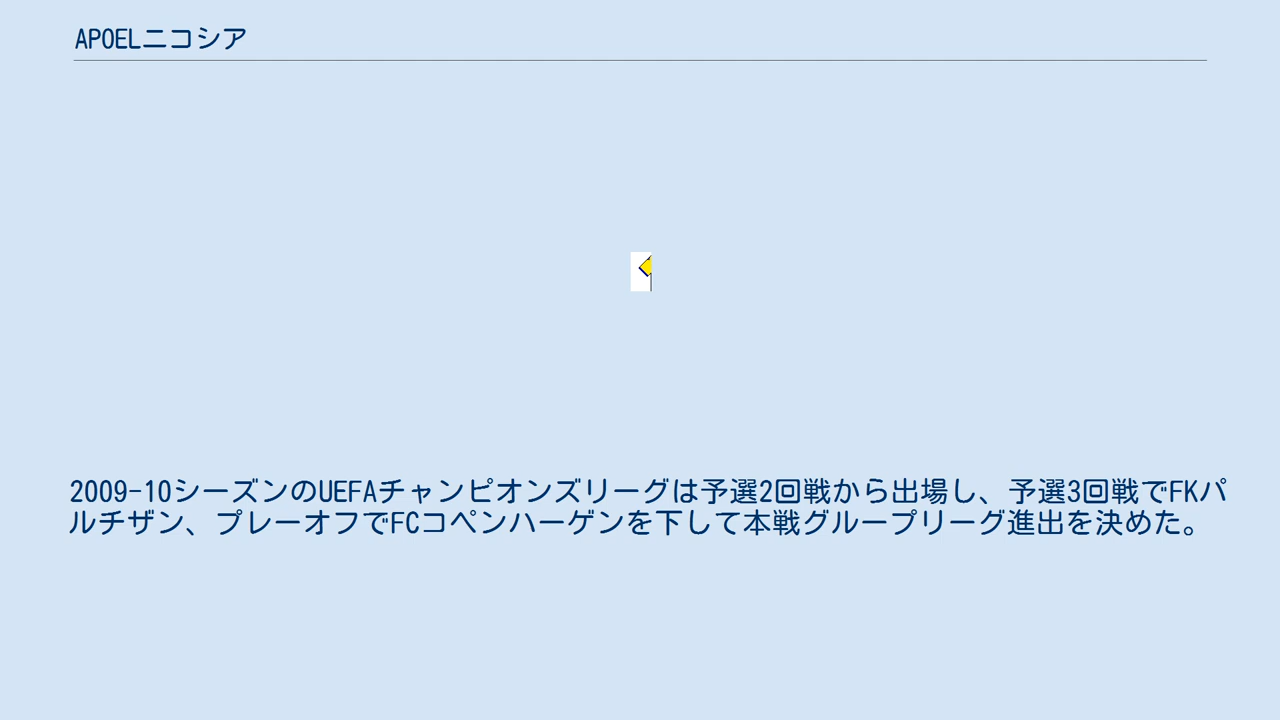 APOELニコシア
2009-10シーズンのUEFAチャンピオンズリーグは予選2回戦から出場し、予選3回戦でFKパ
ルチザン、プレーオフでFCコペンハーゲンを下して本戦グループリーグ進出を決めた。